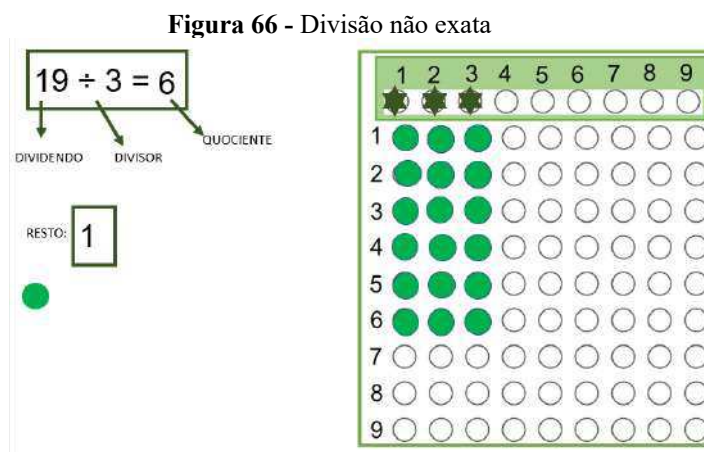 Figura 66 - Divisão não exata
19 ÷ 3 = 6
QUOCIENTE
DIVIDENDO DIVISOR
RESTO: 1
1 2 3 4 5 6 7 8 9
1
2
3
4
5
6
7
8
9